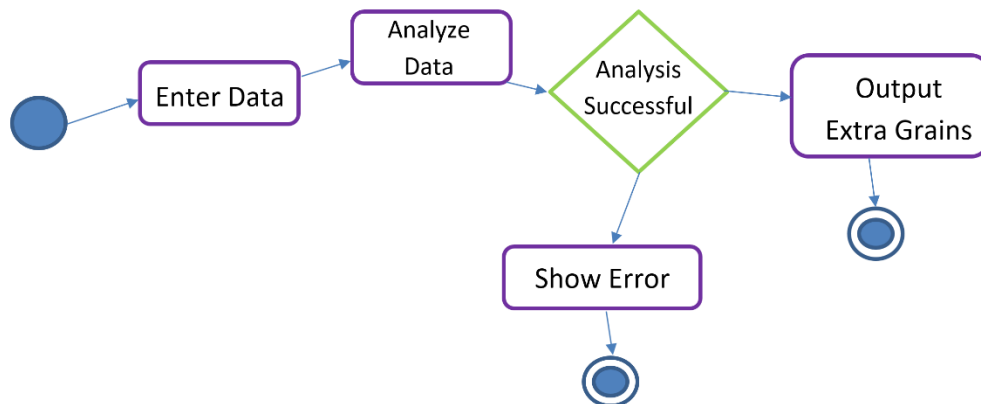 Enter Data
Analyze
Data
Analysis
Successful
Output
Extra Grains
Show Error